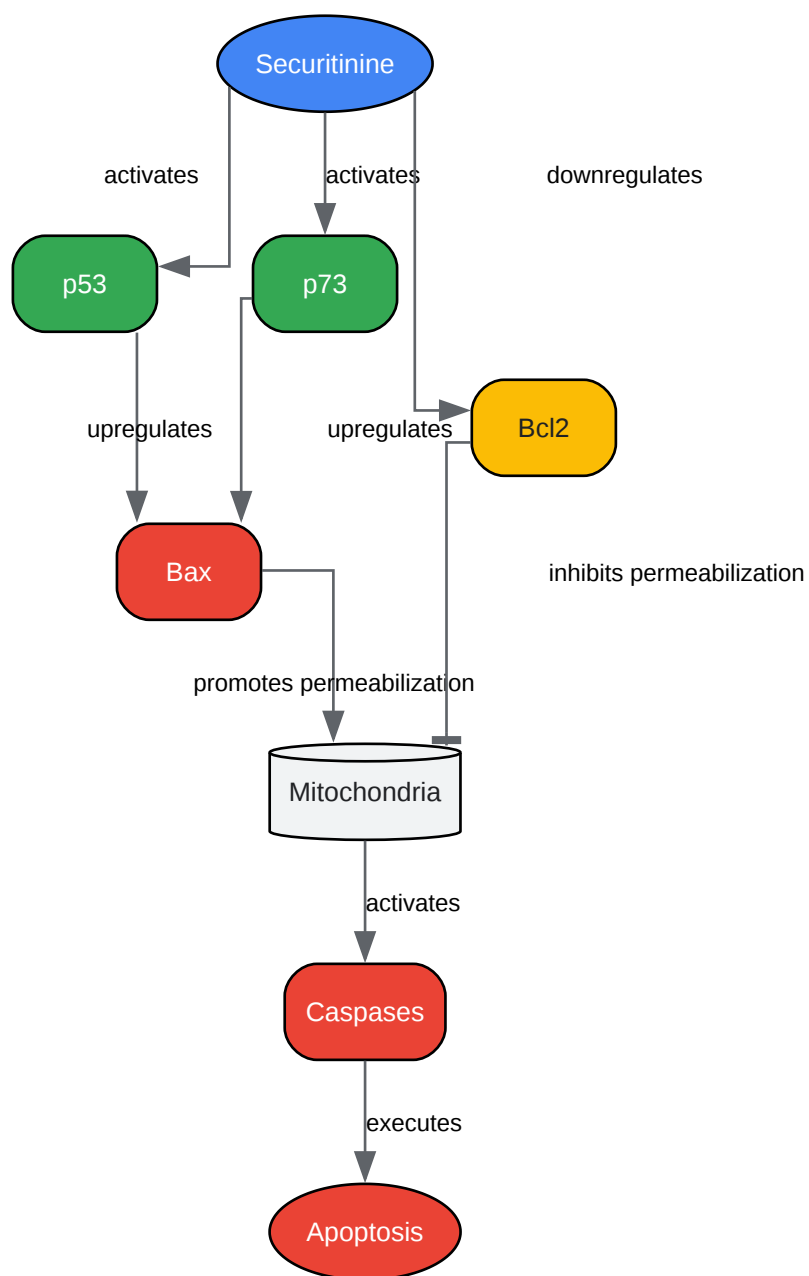 Securitinine
activates
activates
downregulates
p53
p73
upregulates
upregulates
Bcl2
Bax
inhibits permeabilization
promotes permeabilization
Mitochondria
activates
Caspases
executes
Apoptosis